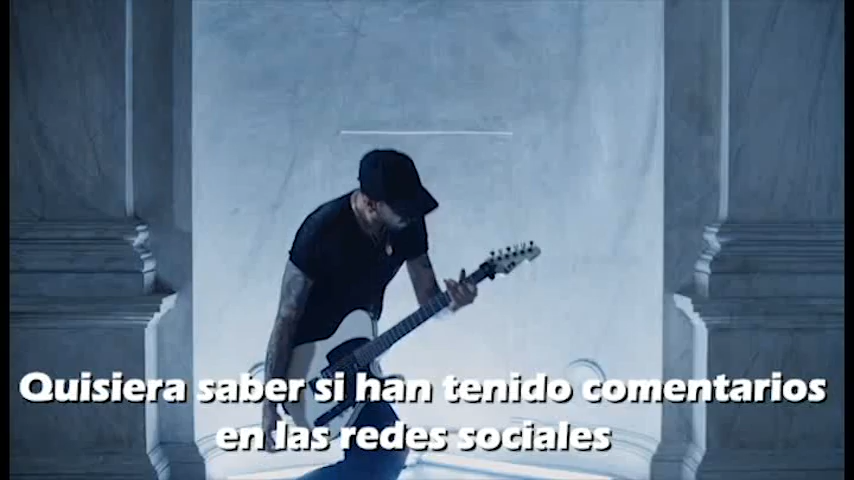 Quisiera saber si han tenido comentarios
en las redes sociales